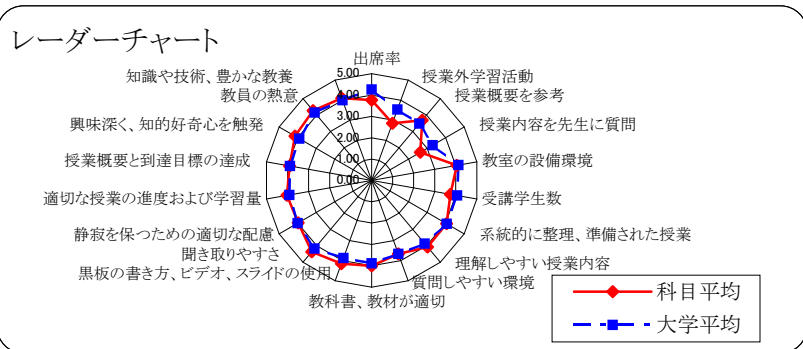 レーダーチャート
出席率
授業外学習活動
授業概要を参考
授業内容を先生に質問
教室の設備環境
受講学生数
系統的に整理、準備された授業
理解しやすい授業内容
質問しやすい環境
教科書、教材が適切
黒板の書き方、ビデオ、スライドの使用
聞き取りやすさ
静寂を保つための適切な配慮
適切な授業の進度および学習量
授業概要と到達目標の達成
興味深く、知的好奇心を触発
教員の熱意
知識や技術、豊かな教養
5.00
4.00
3.00
2.00
1.00
0.00
科目平均
大学平均